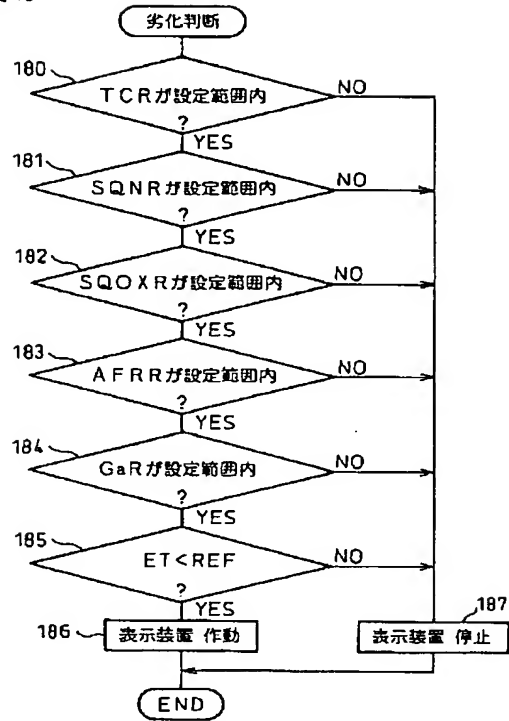 劣化判断
180
TCRが設定範囲内
?
NO
YES
181
SQNRが設定範囲内
?
NO
YES
182
SQOXRが設定範囲内
?
NO
YES
183
AFRRが設定範囲内
?
NO
YES
184
GaRが設定範囲内
?
NO
YES
185
ET<REF
?
NO
YES
186
表示装置 作動
187
表示装置 停止
END